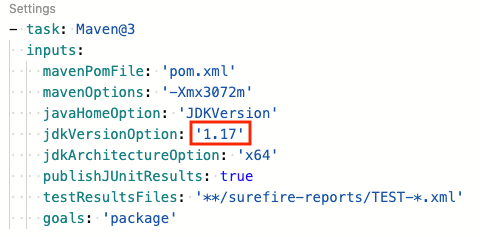 Settings
- task: Maven@3
inputs:
mavenPomFile: 'pom.xml'
mavenOptions: '-Xmx3072m'
javaHomeOption: 'JDKVersion'
jdkVersionOption: '1.17'
jdkArchitectureOption: 'x64'
publishJUnitResults: true
testResultsFiles: '**/surefire-reports/TEST-*.xml'
goals: 'package'